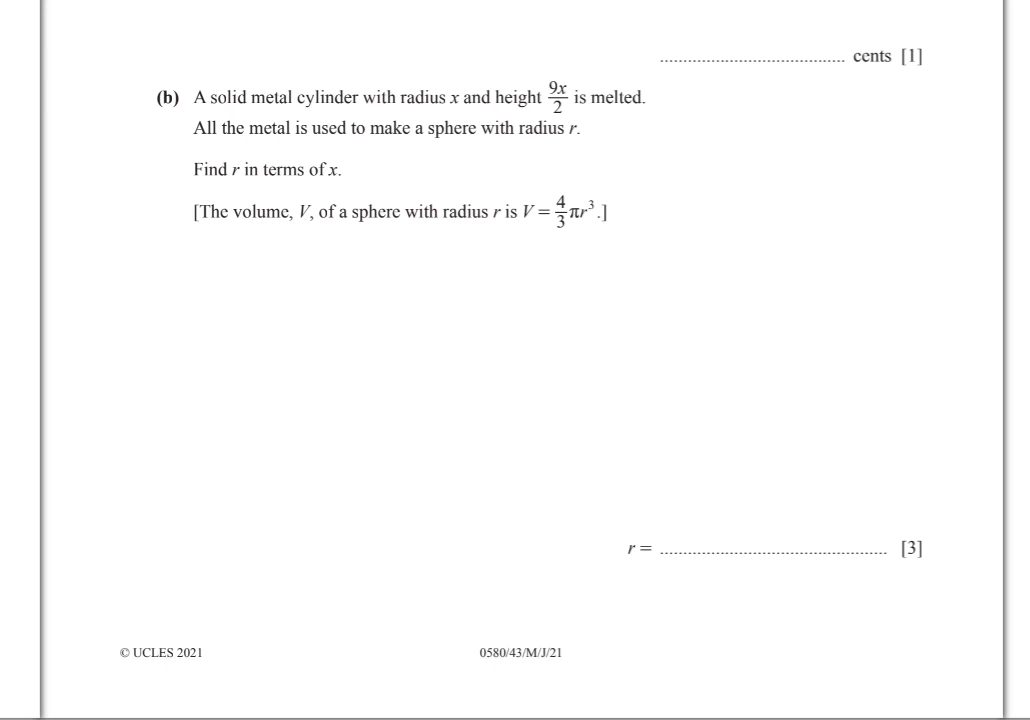 .......................................... cents [1]
(b) A solid metal cylinder with radius x and height 9x/2 is melted.
All the metal is used to make a sphere with radius r.
Find r in terms of x.
[The volume, V, of a sphere with radius r is V = 4/3 πr³.]
r = .................................................... [3]
© UCLES 2021 0580/43/M/J/21